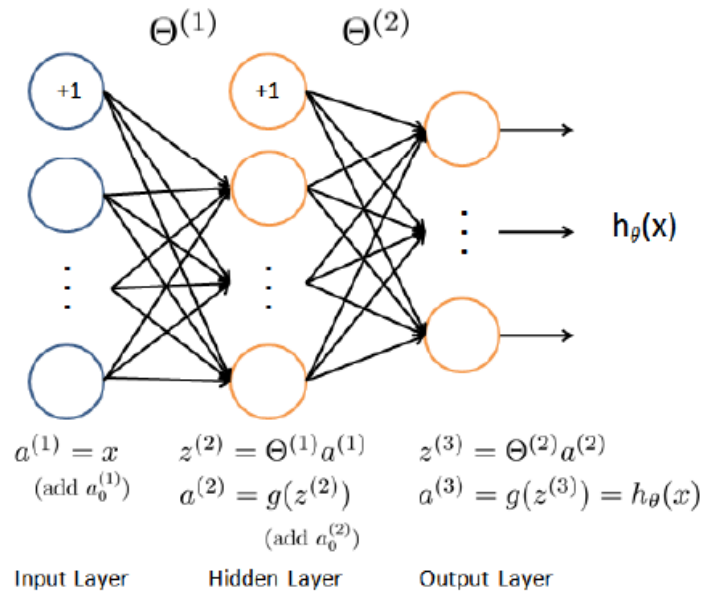 Θ(1) Θ(2)
+1 +1
⋮
⋮ ⋮
hθ(x)
a(1) = x z(2) = Θ(1)a(1) z(3) = Θ(2)a(2)
(add a0(1)) a(2) = g(z(2)) a(3) = g(z(3)) = hθ(x)
(add a0(2))
Input Layer Hidden Layer Output Layer